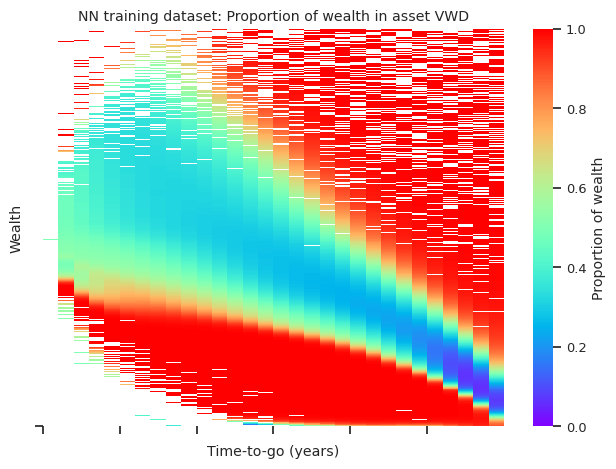 NN training dataset: Proportion of wealth in asset VWD
1.0
0.8
0.6
0.4
0.2
0.0
Proportion of wealth
Wealth
Time-to-go (years)